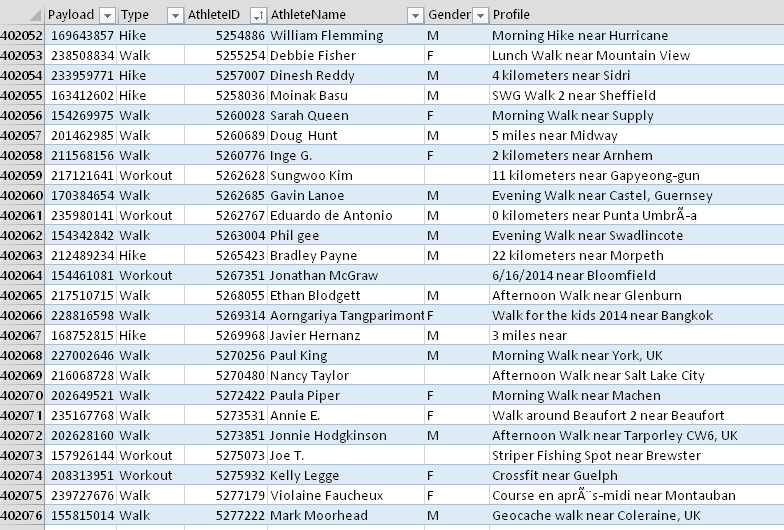 Payload Type AthleteID AthleteName Gender Profile
402052 169643857 Hike 5254886 William Flemming M Morning Hike near Hurricane
402053 238508834 Walk 5255254 Debbie Fisher F Lunch Walk near Mountain View
402054 233959771 Hike 5257007 Dinesh Reddy M 4 kilometers near Sidri
402055 163412602 Hike 5258036 Moinak Basu M SWG Walk 2 near Sheffield
402056 154269975 Walk 5260028 Sarah Queen F Morning Walk near Supply
402057 201462985 Walk 5260689 Doug Hunt M 5 miles near Midway
402058 211568156 Walk 5260776 Inge G. F 2 kilometers near Arnhem
402059 217121641 Workout 5262628 Sungwoo Kim 11 kilometers near Gapyeong-gun
402060 170384654 Walk 5262685 Gavin Lanoe M Evening Walk near Castel, Guernsey
402061 235980141 Workout 5262767 Eduardo de Antonio M 0 kilometers near Punta UmbrÃ-a
402062 154342842 Walk 5263004 Phil gee M Evening Walk near Swadlincote
402063 212489234 Hike 5265423 Bradley Payne M 22 kilometers near Morpeth
402064 154461081 Workout 5267351 Jonathan McGraw 6/16/2014 near Bloomfield
402065 217510715 Walk 5268055 Ethan Blodgett M Afternoon Walk near Glenburn
402066 228816598 Walk 5269314 Aorngariya Tangparimont F Walk for the kids 2014 near Bangkok
402067 168752815 Hike 5269968 Javier Hernanz M 3 miles near
402068 227002646 Walk 5270256 Paul King M Morning Walk near York, UK
402069 216068728 Walk 5270480 Nancy Taylor Afternoon Walk near Salt Lake City
402070 202649521 Walk 5272422 Paula Piper F Morning Walk near Machen
402071 235167768 Walk 5273531 Annie E. F Walk around Beaufort 2 near Beaufort
402072 202628160 Walk 5273851 Jonnie Hodgkinson M Afternoon Walk near Tarporley CW6, UK
402073 157926144 Workout 5275073 Joe T. Striper Fishing Spot near Brewster
402074 208313951 Workout 5275932 Kelly Legge F Crossfit near Guelph
402075 239727676 Walk 5277179 Violaine Faucheux F Course en aprÃ¨s-midi near Montauban
402076 155815014 Walk 5277222 Mark Moorhead M Geocache walk near Coleraine, UK